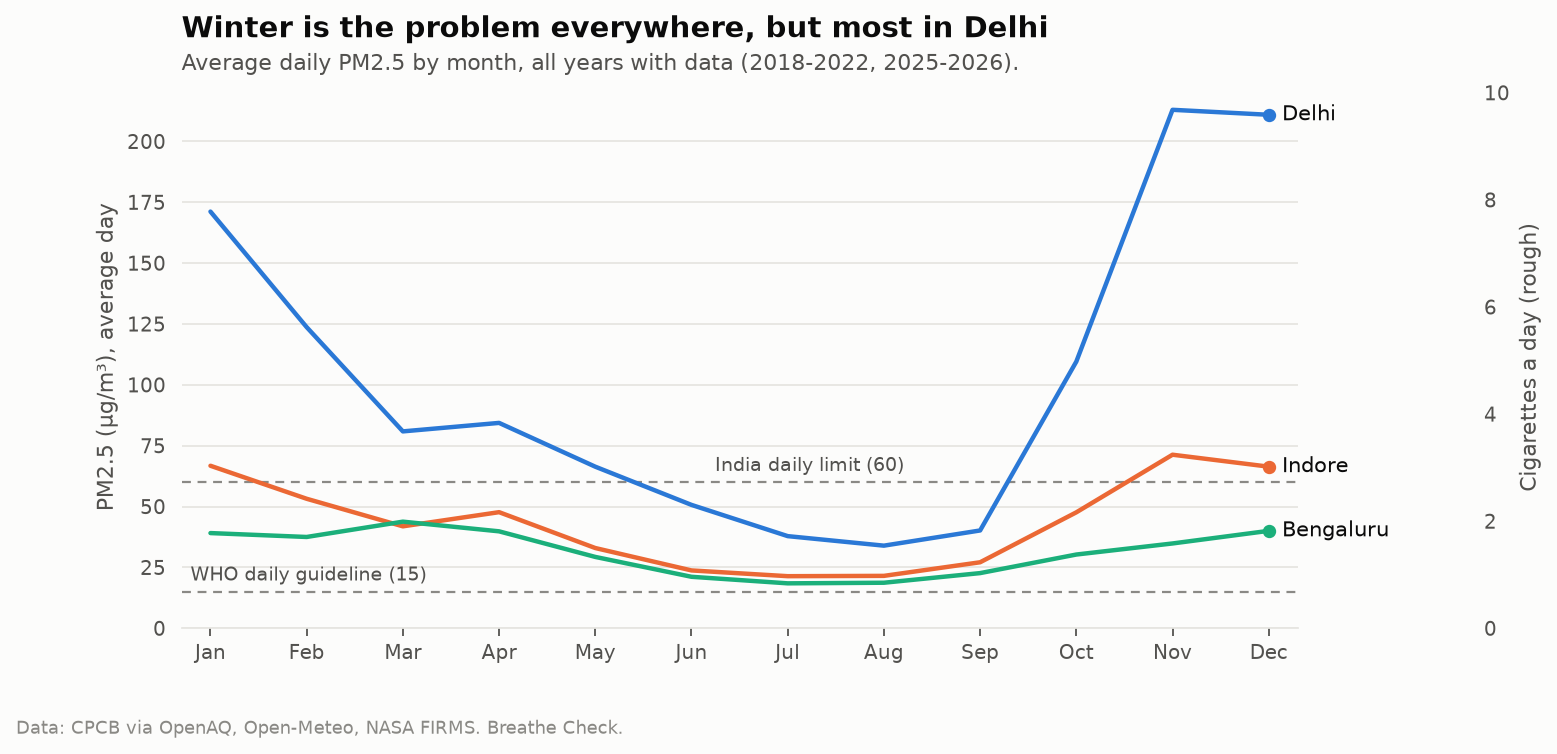 Winter is the problem everywhere, but most in Delhi
Average daily PM2.5 by month, all years with data (2018-2022, 2025-2026).
PM2.5 (µg/m³), average day
200
175
150
125
100
75
50
25
0
Delhi
India daily limit (60)
Indore
Bengaluru
WHO daily guideline (15)
10
8
6
4
2
0
Cigarettes a day (rough)
Jan Feb Mar Apr May Jun Jul Aug Sep Oct Nov Dec
Data: CPCB via OpenAQ, Open-Meteo, NASA FIRMS. Breathe Check.